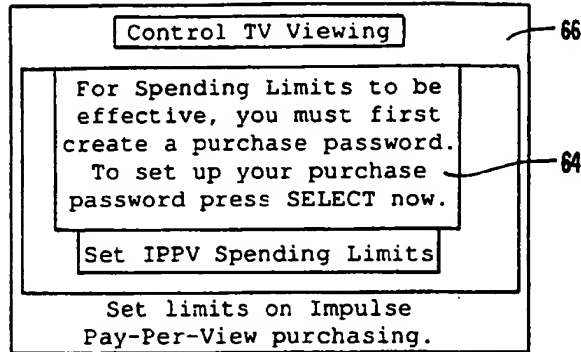 Control TV Viewing
66
For Spending Limits to be
effective, you must first
create a purchase password.
To set up your purchase
64
password press SELECT now.
Set IPPV Spending Limits
Set limits on Impulse
Pay-Per-View purchasing.